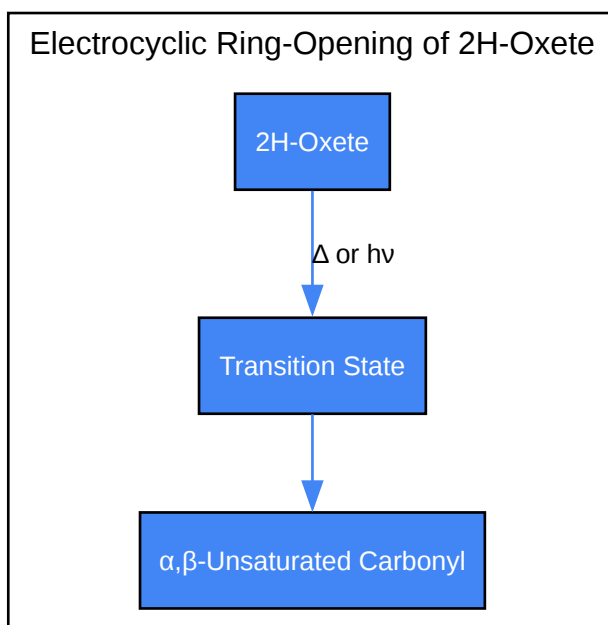 Electrocyclic Ring-Opening of 2H-Oxete
2H-Oxete
Δ or hν
Transition State
α,β-Unsaturated Carbonyl